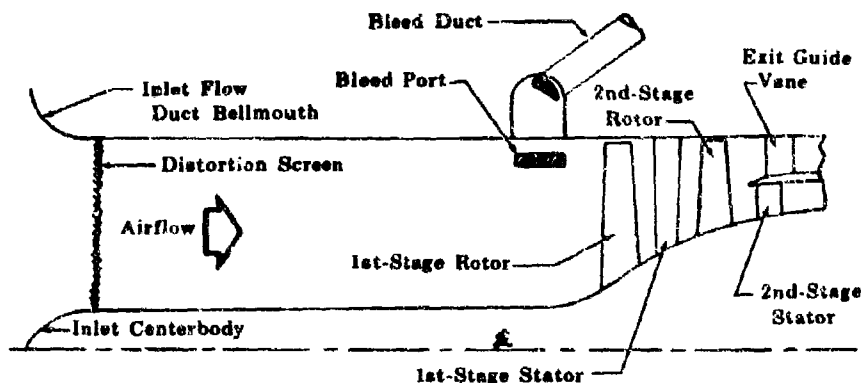 Bleed Duct
Inlet Flow
Duct Bellmouth
Bleed Port
2nd-Stage
Rotor
Exit Guide
Vane
Distortion Screen
Airflow
1st-Stage Rotor
2nd-Stage
Stator
Inlet Centerbody
℄
1st-Stage Stator